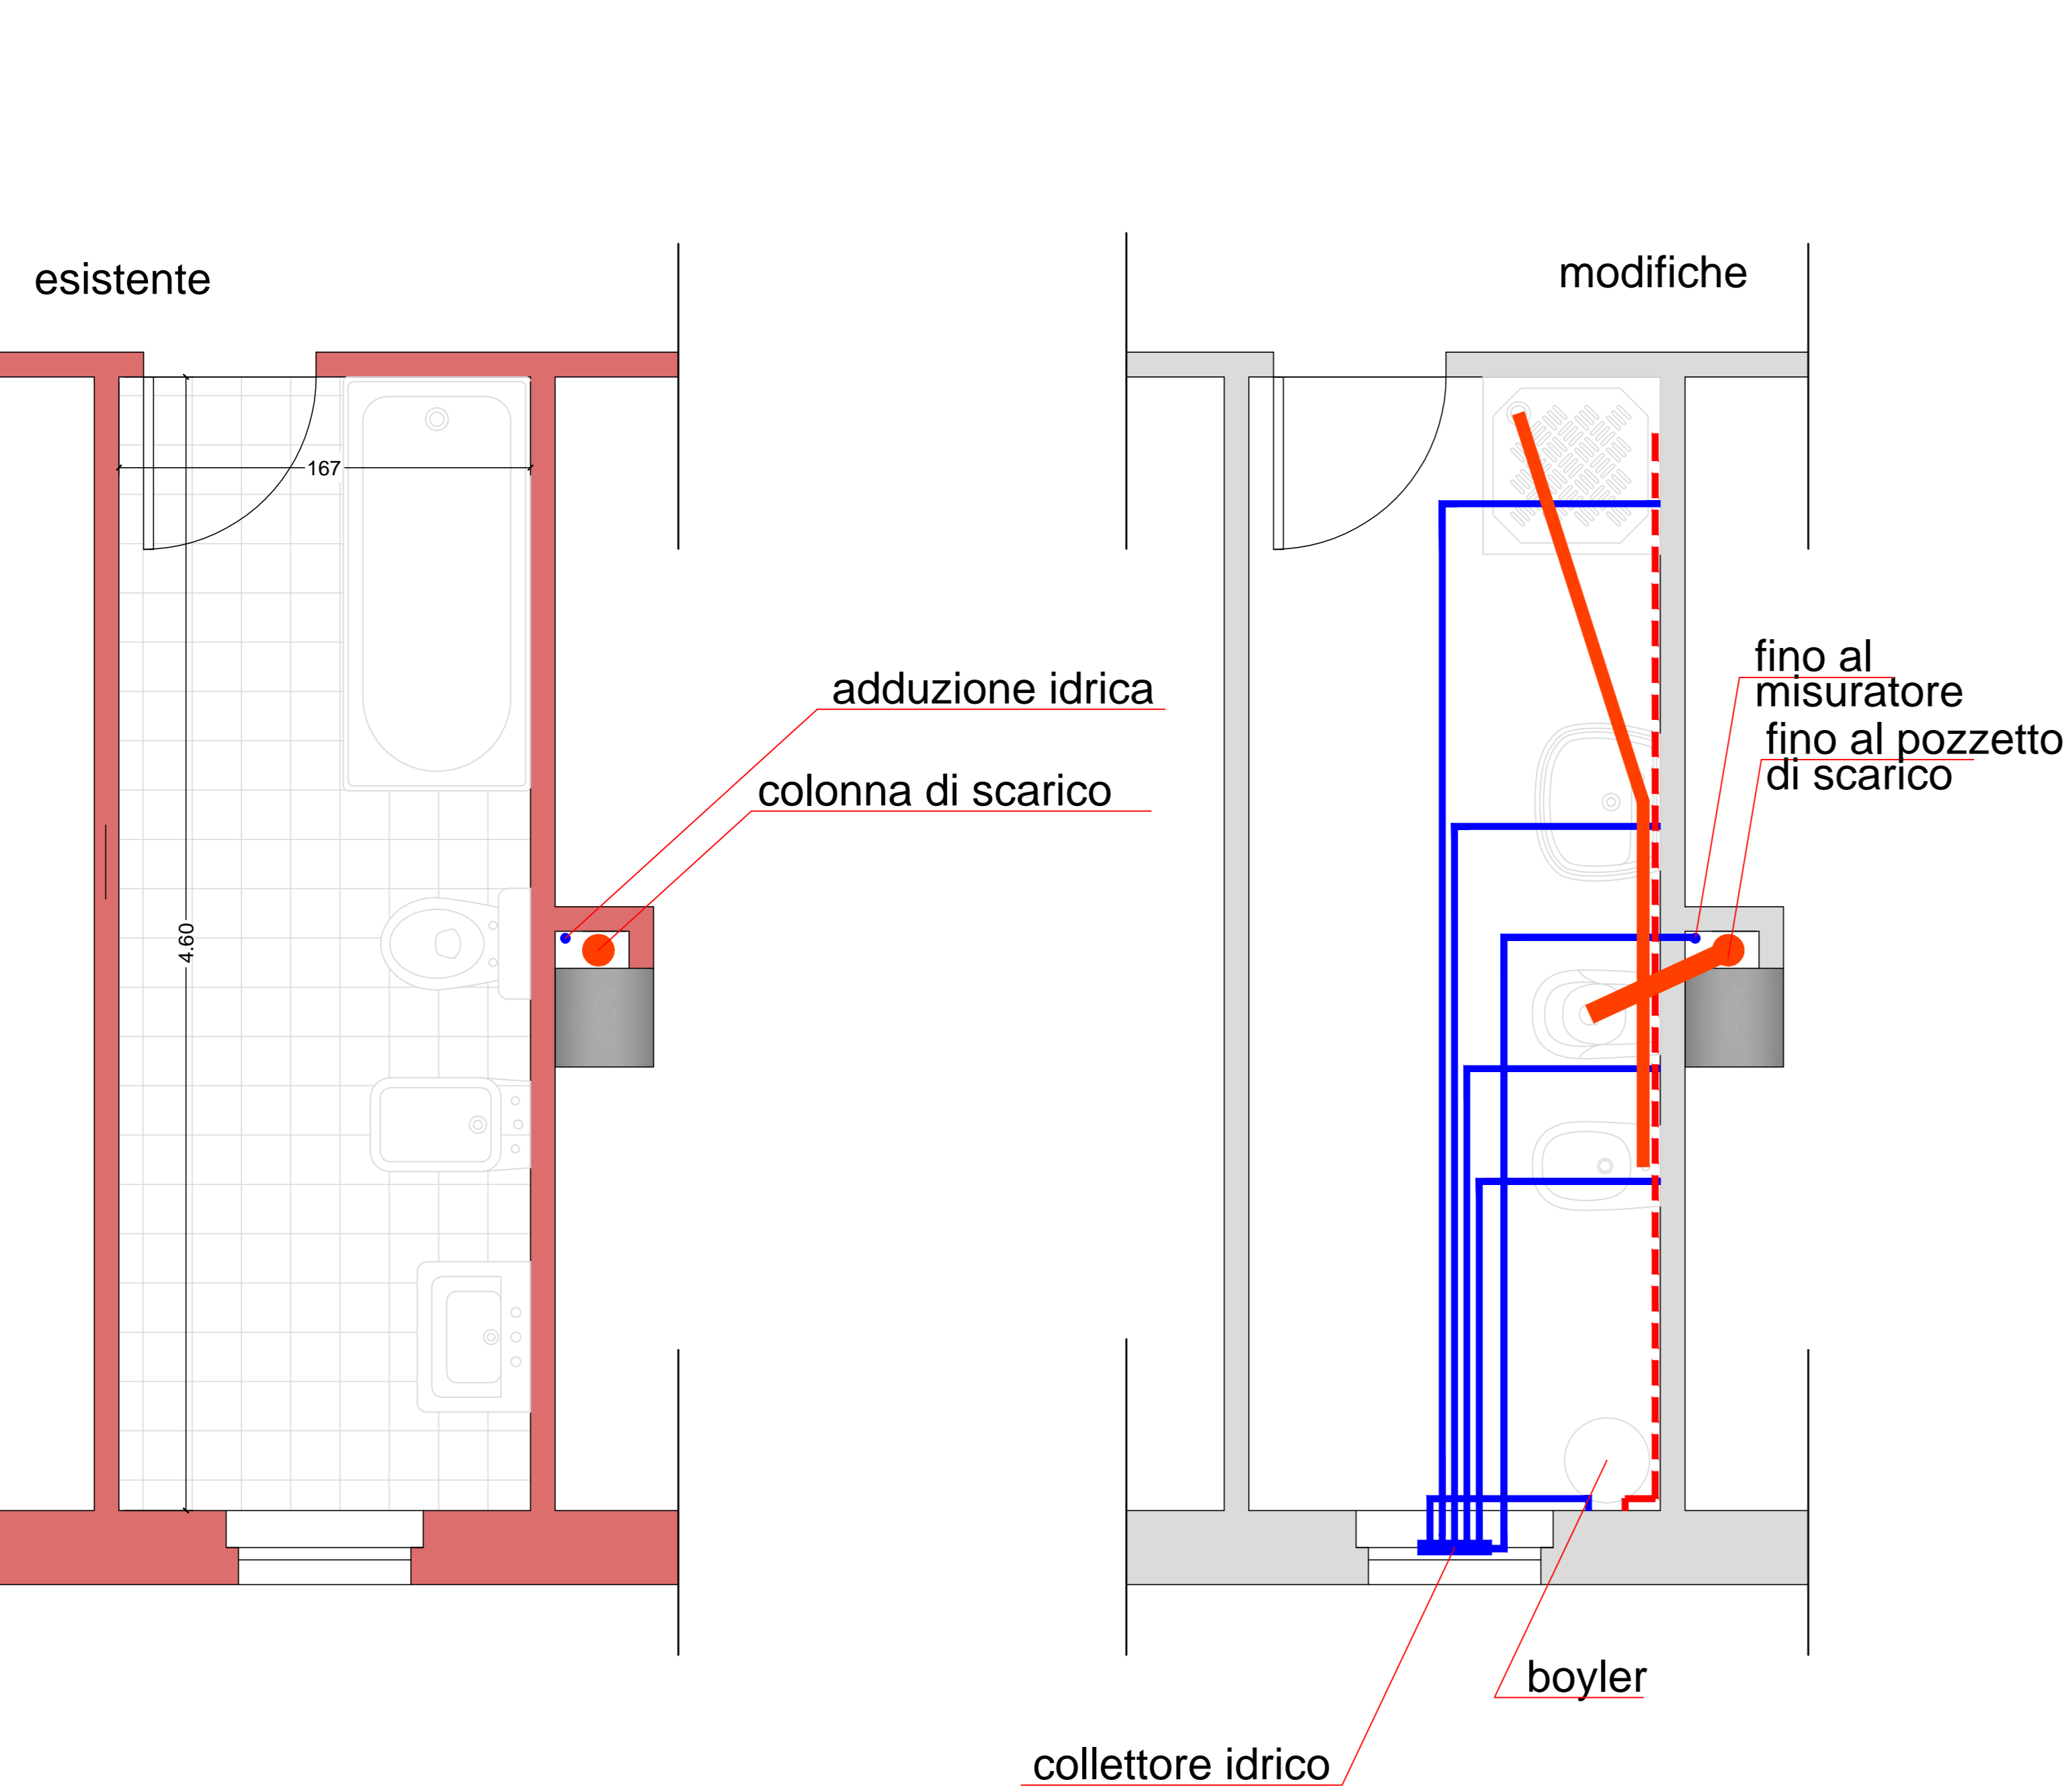 esistente
modifiche
167
4.60
adduzione idrica
colonna di scarico
fino al
misuratore
fino al pozzetto
di scarico
boyler
collettore idrico